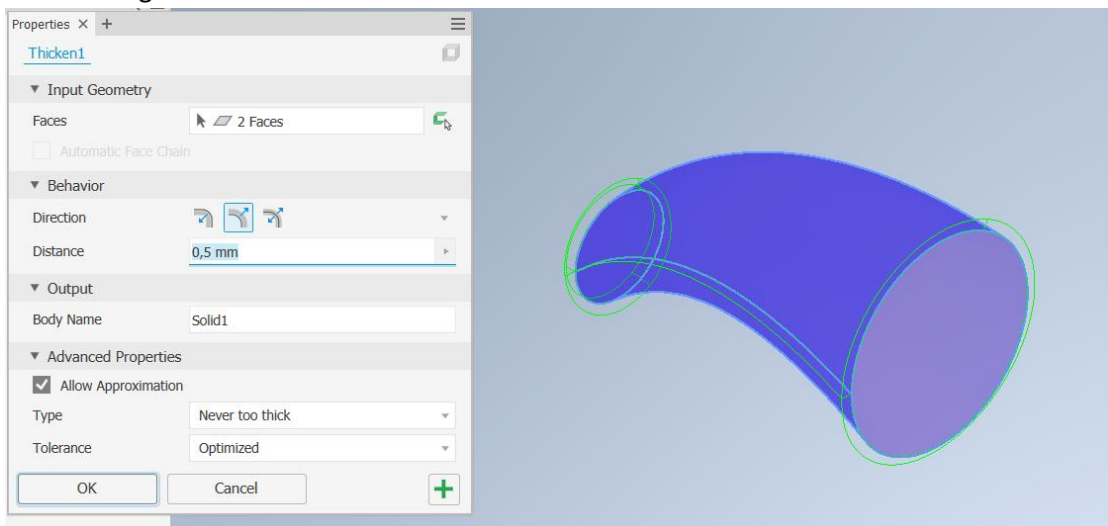 Properties × +
Thicken1
Input Geometry
Faces 2 Faces
Automatic Face Chain
Behavior
Direction
Distance 0,5 mm
Output
Body Name Solid1
Advanced Properties
Allow Approximation
Type Never too thick
Tolerance Optimized
OK Cancel